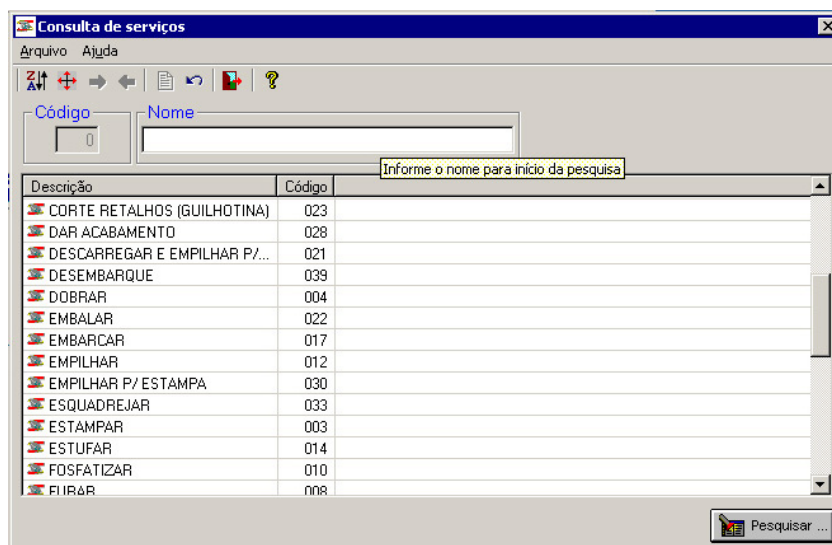 Consulta de serviços
Arquivo Ajuda
Código Nome
0
Informe o nome para início da pesquisa
Descrição Código
CORTE RETALHOS (GUILHOTINA) 023
DAR ACABAMENTO 028
DESCARREGAR E EMPILHAR P/... 021
DESEMBARQUE 039
DOBRAR 004
EMBALAR 022
EMBARCAR 017
EMPILHAR 012
EMPILHAR P/ ESTAMPA 030
ESQUADREJAR 033
ESTAMPAR 003
ESTUFAR 014
FOSFATIZAR 010
FURAR 008
Pesquisar ...